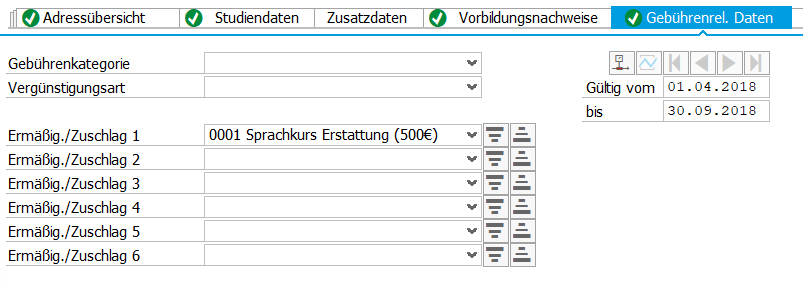 Adressübersicht Studiendaten Zusatzdaten Vorbildungsnachweise Gebührenrel. Daten
Gebührenkategorie
Vergünstigungsart
Gültig vom 01.04.2018
bis 30.09.2018
Ermäßig./Zuschlag 1 0001 Sprachkurs Erstattung (500€)
Ermäßig./Zuschlag 2
Ermäßig./Zuschlag 3
Ermäßig./Zuschlag 4
Ermäßig./Zuschlag 5
Ermäßig./Zuschlag 6